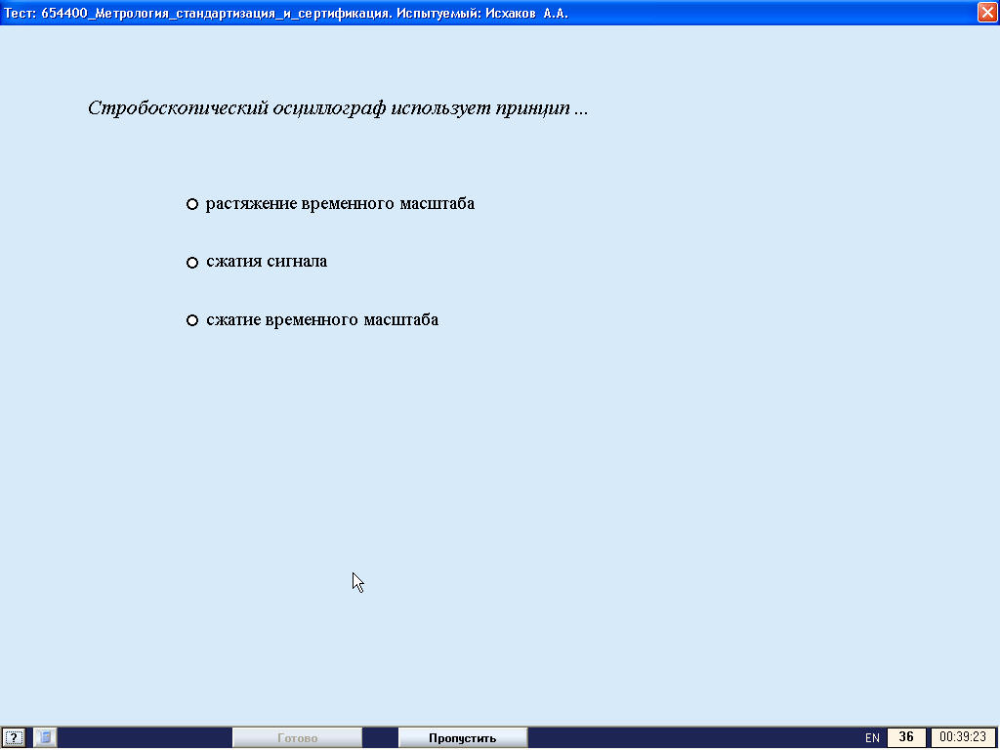 Тест: 654400_Метрология_стандартизация_и_сертификация. Испытуемый: Исхаков А.А.
Стробоскопический осциллограф использует принцип ...
растяжение временного масштаба
сжатия сигнала
сжатие временного масштаба
? Готово Пропустить EN 36 00:39:23